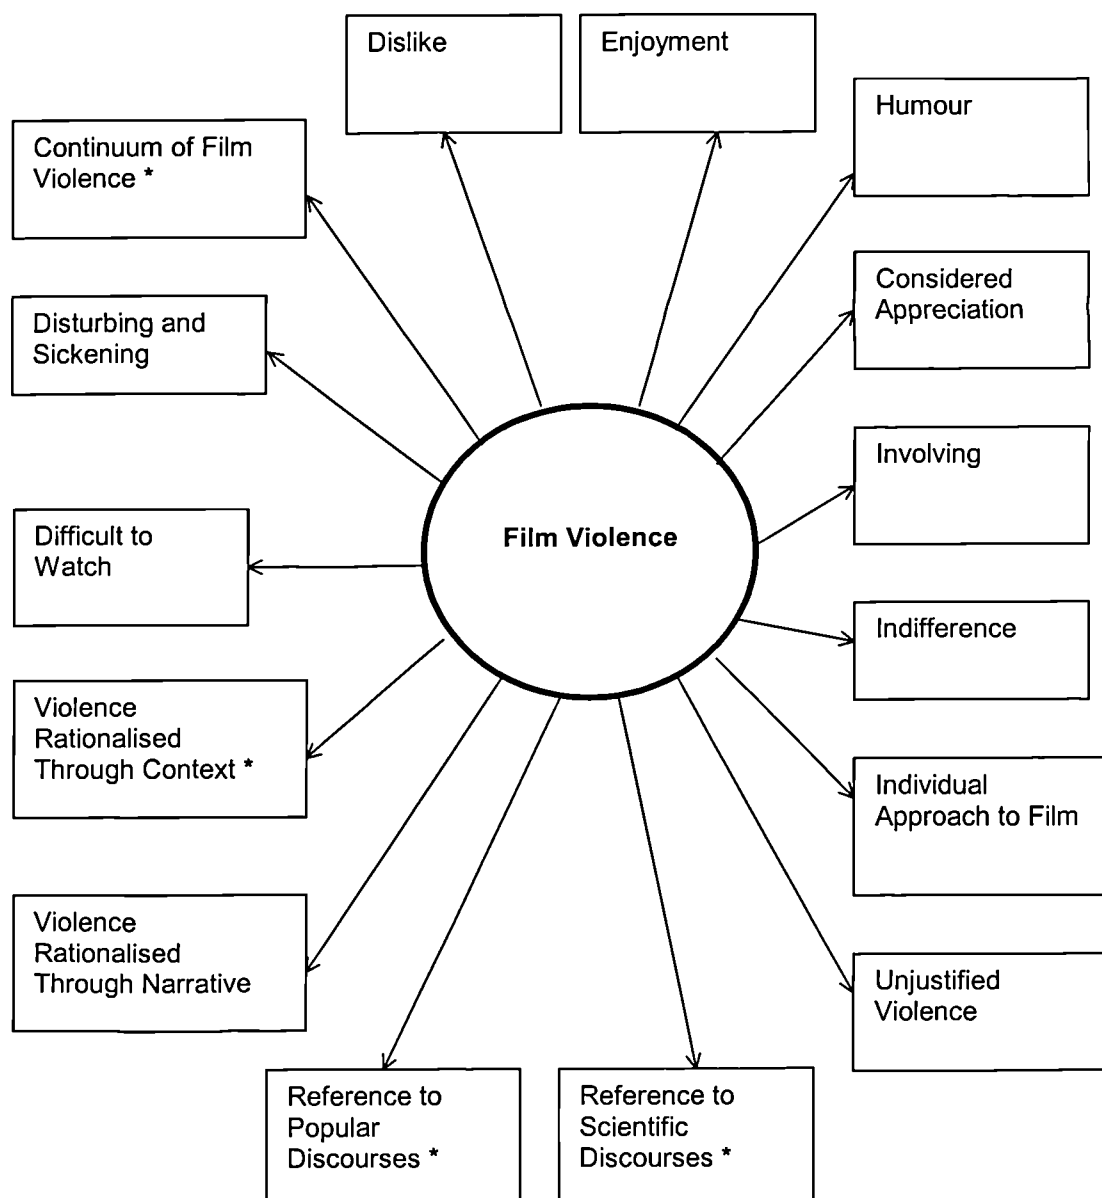 Dislike
Enjoyment
Humour
Continuum of Film
Violence *
Considered
Appreciation
Disturbing and
Sickening
Involving
Film Violence
Difficult to
Watch
Indifference
Violence
Rationalised
Through Context *
Individual
Approach to Film
Violence
Rationalised
Through Narrative
Unjustified
Violence
Reference to
Popular
Discourses *
Reference to
Scientific
Discourses *